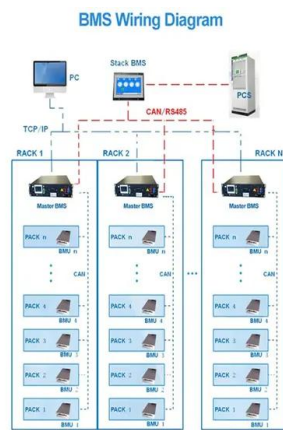 BMS Wiring Diagram
Stack BMS
PC
PCS
CAN/RS485
TCP/IP
RACK 1
RACK 2
RACK N
Master BMS
Master BMS
Master BMS
PACK n
BMU n
PACK n
BMU n
PACK n
BMU n
CAN
CAN
CAN
PACK 4
BMU 4
PACK 4
BMU 4
PACK 4
BMU 4
PACK 3
BMU 3
PACK 3
BMU 3
PACK 3
BMU 3
PACK 2
BMU 2
PACK 2
BMU 2
PACK 2
BMU 2
PACK 1
BMU 1
PACK 1
BMU 1
PACK 1
BMU 1